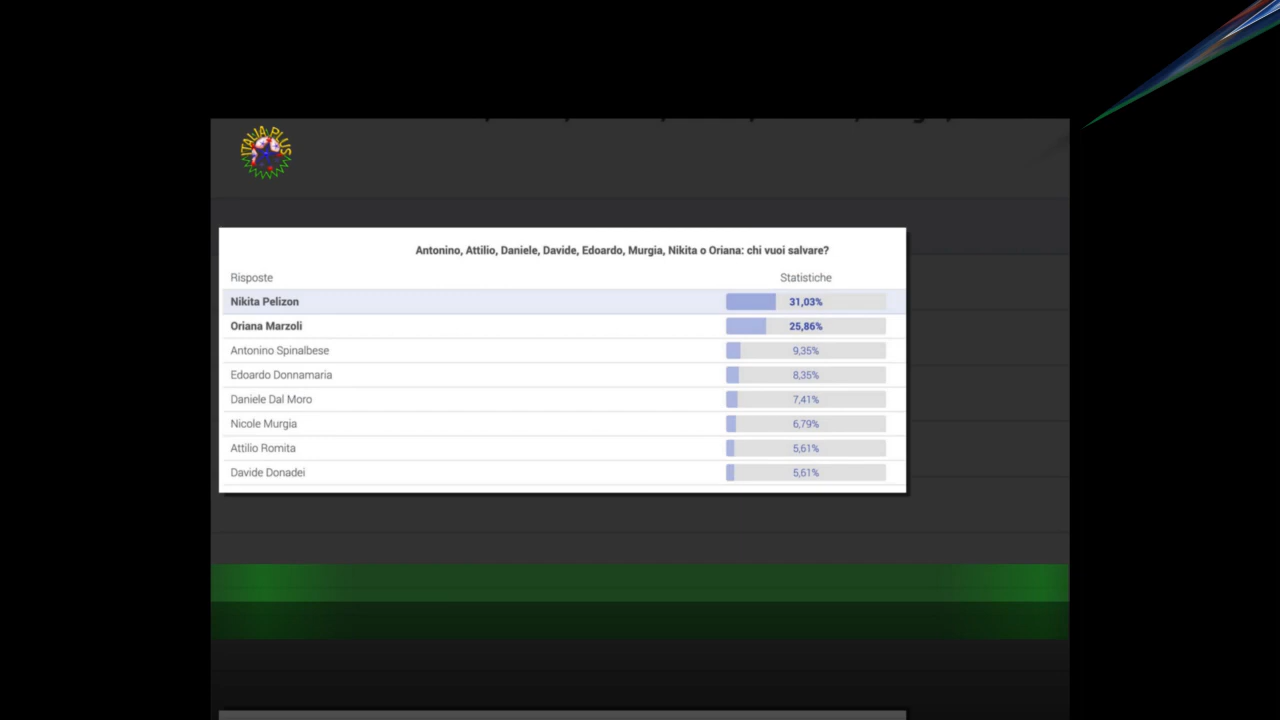 ITALIA PLUS
Antonino, Attilio, Daniele, Davide, Edoardo, Murgia, Nikita o Oriana: chi vuoi salvare?
Risposte Statistiche
Nikita Pelizon 31,03%
Oriana Marzoli 25,86%
Antonino Spinalbese 9,35%
Edoardo Donnamaria 8,35%
Daniele Dal Moro 7,41%
Nicole Murgia 6,79%
Attilio Romita 5,61%
Davide Donadei 5,61%